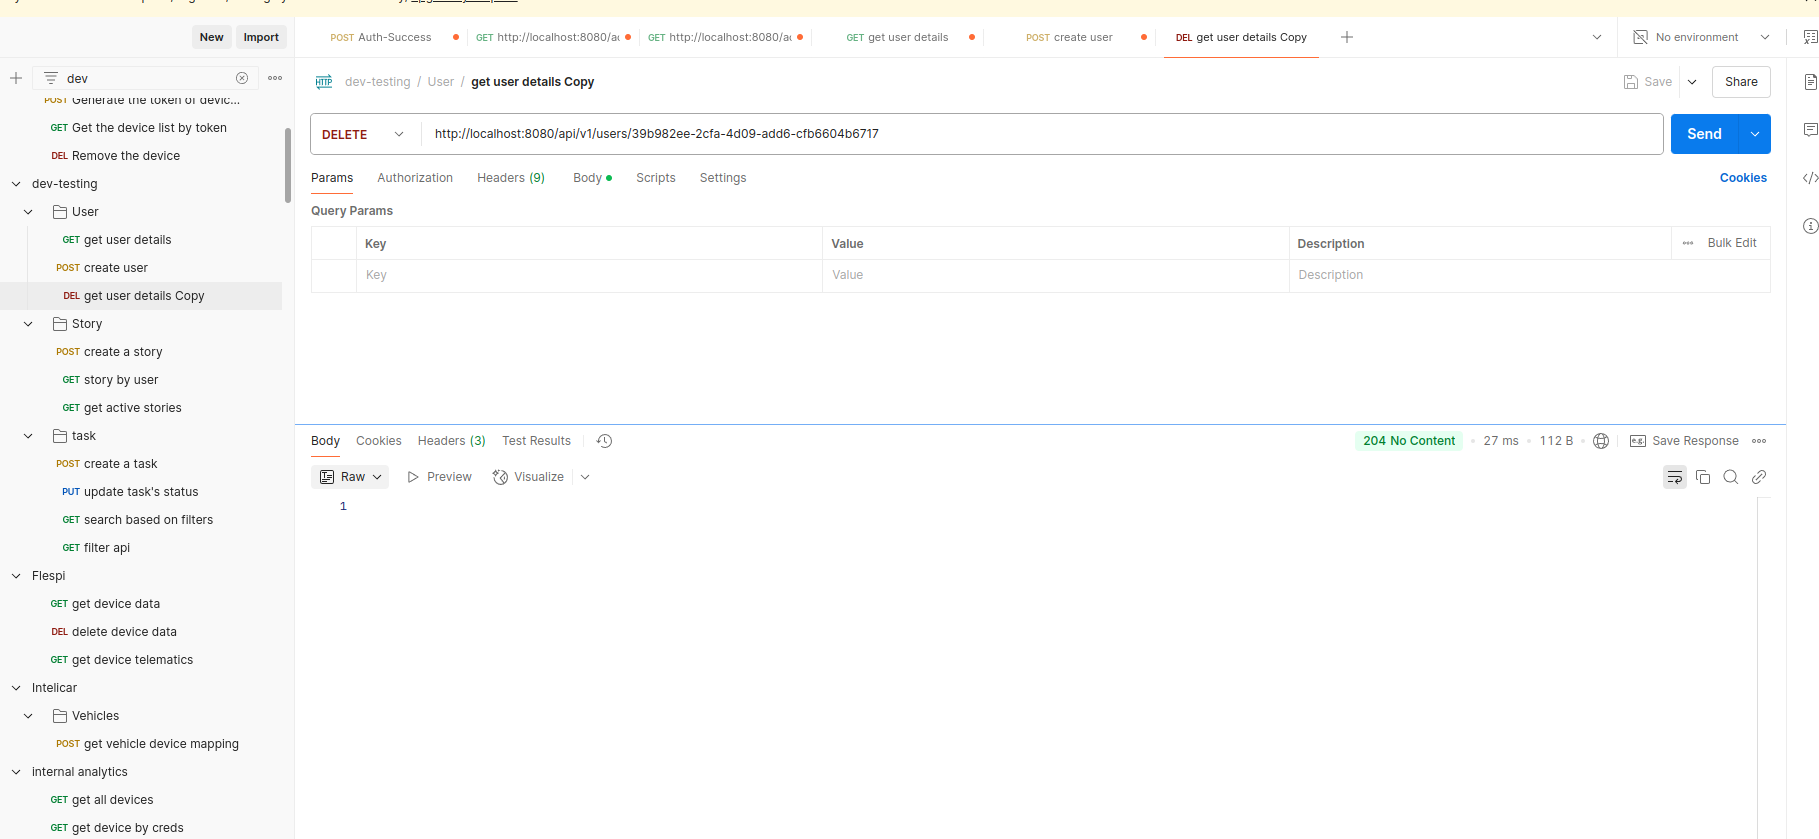 New
Import
POST Auth-Success
GET http://localhost:8080/a
GET http://localhost:8080/a
GET get user details
POST create user
DEL get user details Copy
No environment
dev
POST Generate the token of devic...
GET Get the device list by token
DEL Remove the device
dev-testing
User
GET get user details
POST create user
DEL get user details Copy
Story
POST create a story
GET story by user
GET get active stories
task
POST create a task
PUT update task's status
GET search based on filters
GET filter api
Flespi
GET get device data
DEL delete device data
GET get device telematics
Intelicar
Vehicles
POST get vehicle device mapping
internal analytics
GET get all devices
GET get device by creds
HTTP dev-testing / User / get user details Copy
Save
Share
DELETE http://localhost:8080/api/v1/users/39b982ee-2cfa-4d09-add6-cfb6604b6717
Send
Params Authorization Headers (9) Body Scripts Settings
Cookies
Query Params
Key Value Description Bulk Edit
Key Value Description
Body Cookies Headers (3) Test Results
204 No Content 27 ms 112 B e.g. Save Response
Raw Preview Visualize
1